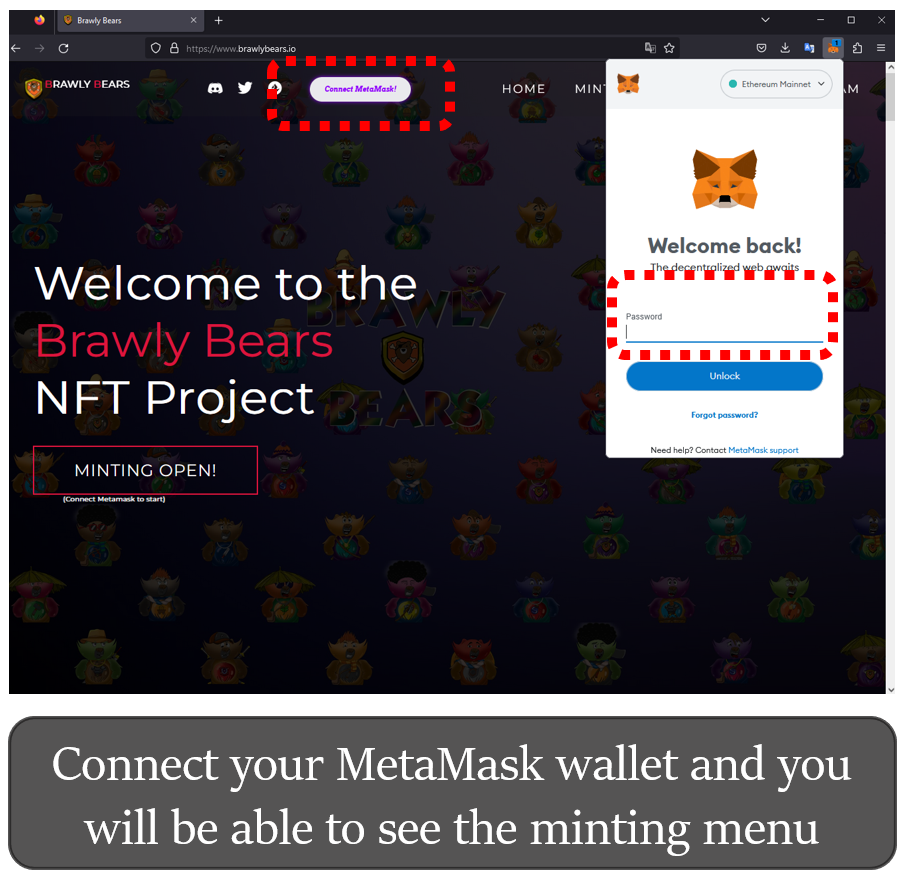 Brawly Bears
https://www.brawlybears.io
BRAWLY BEARS
Connect MetaMask!
HOME
MINT
AM
Ethereum Mainnet
Welcome back!
The decentralized web awaits
Password
Unlock
Forgot password?
Need help? Contact MetaMask support
Welcome to the
Brawly Bears
NFT Project
BRAWLY
BEARS
MINTING OPEN!
(Connect Metamask to start)
Connect your MetaMask wallet and you
will be able to see the minting menu